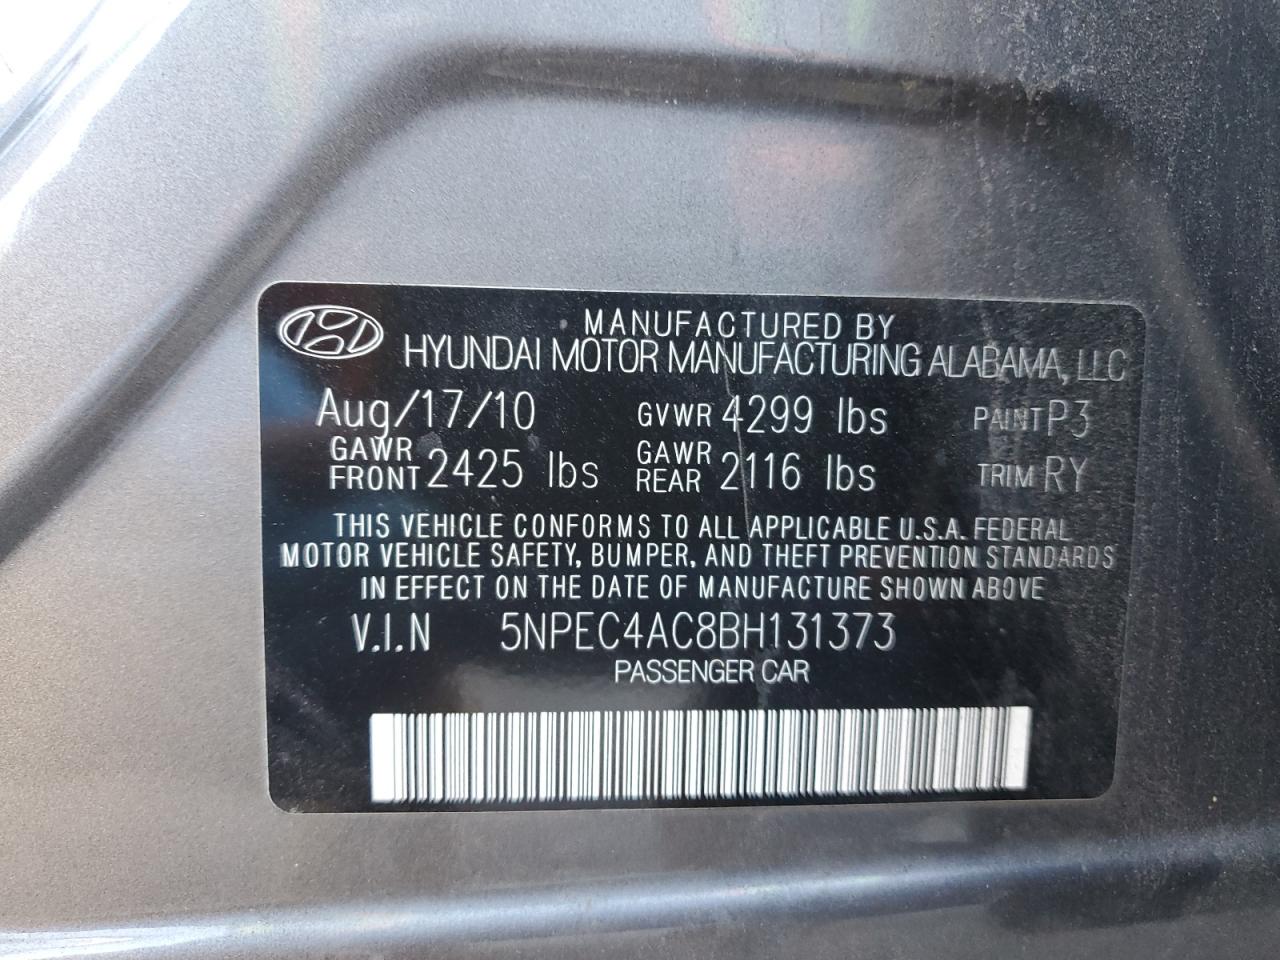 MANUFACTURED BY
HYUNDAI MOTOR MANUFACTURING ALABAMA, LLC
Aug/17/10 GVWR 4299 lbs PAINT P3
GAWR FRONT 2425 lbs GAWR REAR 2116 lbs TRIM RY
THIS VEHICLE CONFORMS TO ALL APPLICABLE U.S.A. FEDERAL
MOTOR VEHICLE SAFETY, BUMPER, AND THEFT PREVENTION STANDARDS
IN EFFECT ON THE DATE OF MANUFACTURE SHOWN ABOVE
V.I.N 5NPEC4AC8BH131373
PASSENGER CAR